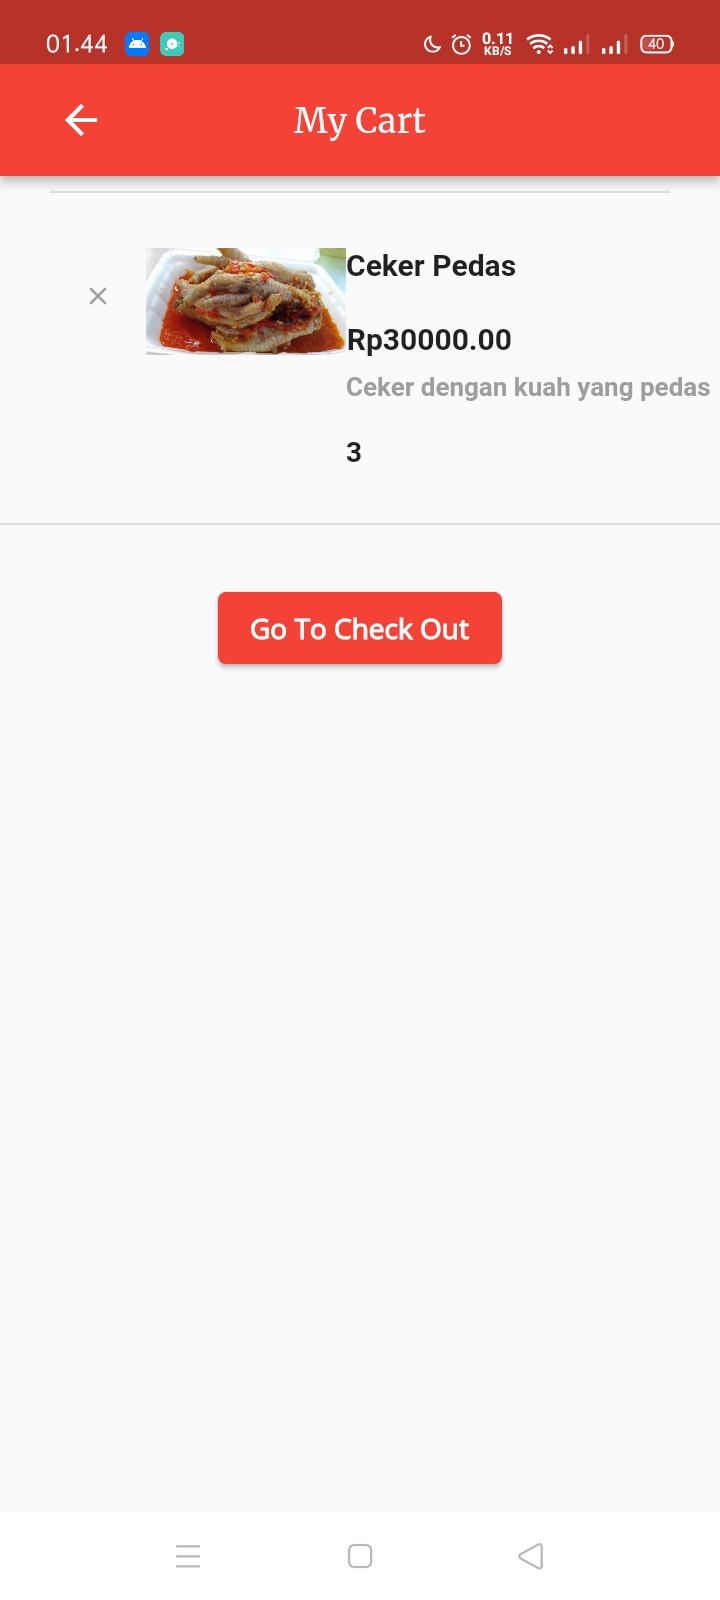 01.44
0.11
KB/S
40
My Cart
Ceker Pedas
Rp30000.00
Ceker dengan kuah yang pedas
3
Go To Check Out